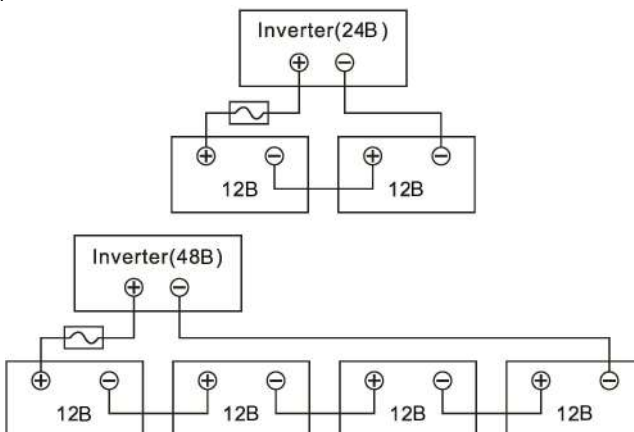 Inverter(24B)
+ −
+ − + −
12B 12B
Inverter(48B)
+ −
+ − + − + − + −
12B 12B 12B 12B